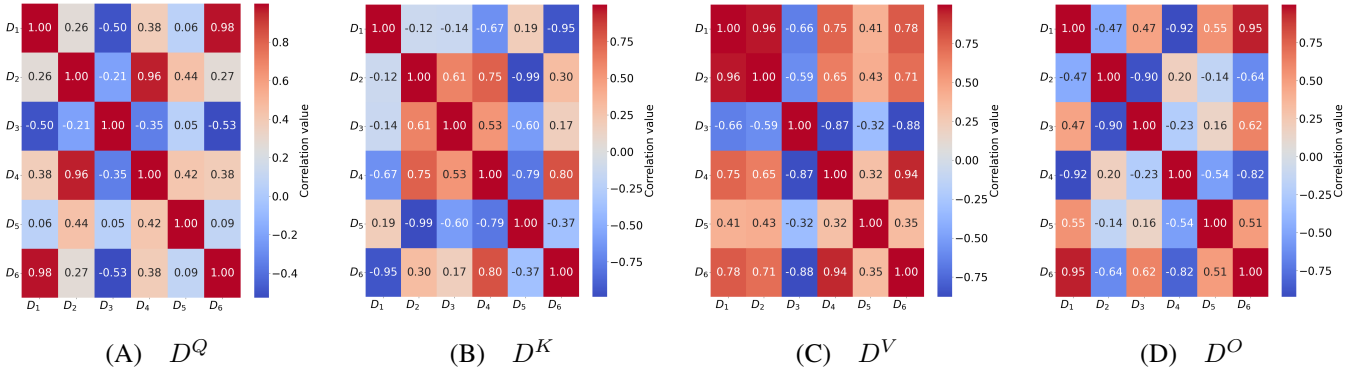 D₁ 1.00 0.26 -0.50 0.38 0.06 0.98
D₂ 0.26 1.00 -0.21 0.96 0.44 0.27
D₃ -0.50 -0.21 1.00 -0.35 0.05 -0.53
D₄ 0.38 0.96 -0.35 1.00 0.42 0.38
D₅ 0.06 0.44 0.05 0.42 1.00 0.09
D₆ 0.98 0.27 -0.53 0.38 0.09 1.00
D₁ D₂ D₃ D₄ D₅ D₆
0.8
0.6
0.4
0.2
0.0
−0.2
−0.4
Correlation value
(A) D^Q
D₁ 1.00 -0.12 -0.14 -0.67 0.19 -0.95
D₂ -0.12 1.00 0.61 0.75 -0.99 0.30
D₃ -0.14 0.61 1.00 0.53 -0.60 0.17
D₄ -0.67 0.75 0.53 1.00 -0.79 0.80
D₅ 0.19 -0.99 -0.60 -0.79 1.00 -0.37
D₆ -0.95 0.30 0.17 0.80 -0.37 1.00
D₁ D₂ D₃ D₄ D₅ D₆
0.75
0.50
0.25
0.00
−0.25
−0.50
−0.75
Correlation value
(B) D^K
D₁ 1.00 0.96 -0.66 0.75 0.41 0.78
D₂ 0.96 1.00 -0.59 0.65 0.43 0.71
D₃ -0.66 -0.59 1.00 -0.87 -0.32 -0.88
D₄ 0.75 0.65 -0.87 1.00 0.32 0.94
D₅ 0.41 0.43 -0.32 0.32 1.00 0.35
D₆ 0.78 0.71 -0.88 0.94 0.35 1.00
D₁ D₂ D₃ D₄ D₅ D₆
0.75
0.50
0.25
0.00
−0.25
−0.50
−0.75
Correlation value
(C) D^V
D₁ 1.00 -0.47 0.47 -0.92 0.55 0.95
D₂ -0.47 1.00 -0.90 0.20 -0.14 -0.64
D₃ 0.47 -0.90 1.00 -0.23 0.16 0.62
D₄ -0.92 0.20 -0.23 1.00 -0.54 -0.82
D₅ 0.55 -0.14 0.16 -0.54 1.00 0.51
D₆ 0.95 -0.64 0.62 -0.82 0.51 1.00
D₁ D₂ D₃ D₄ D₅ D₆
0.75
0.50
0.25
0.00
−0.25
−0.50
−0.75
Correlation value
(D) D^O